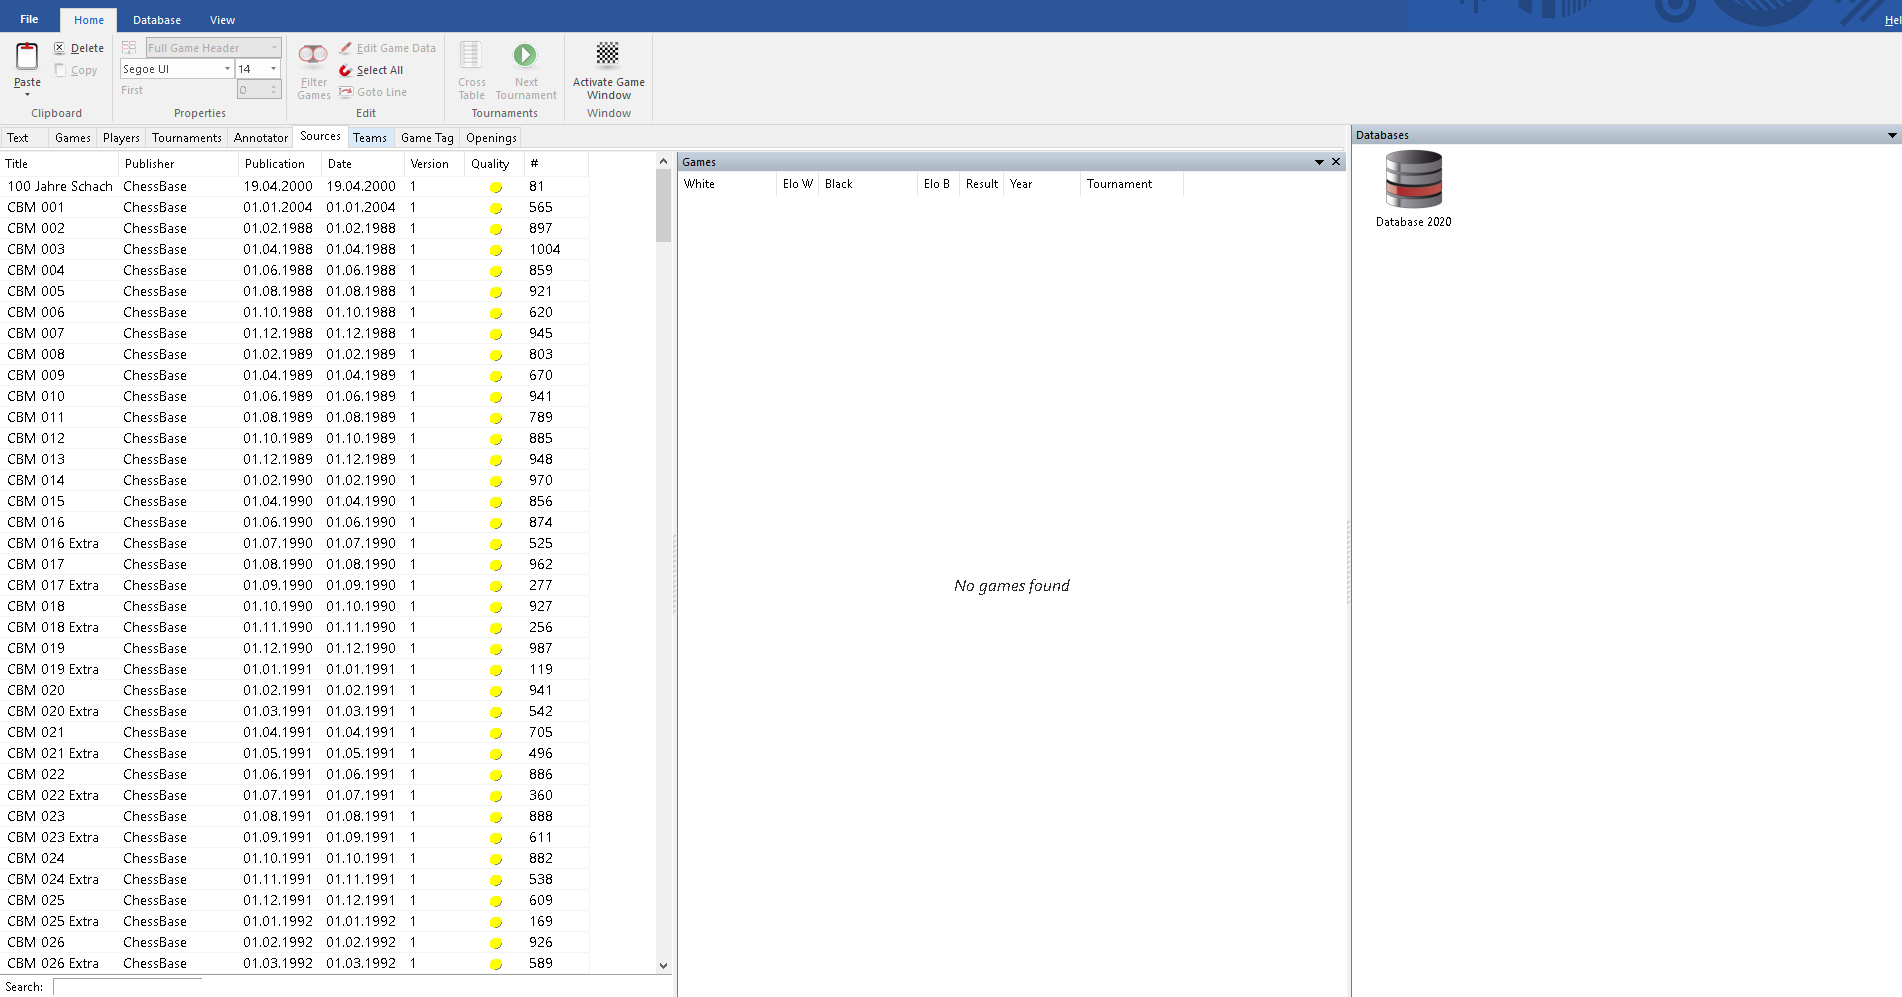 File Home Database View Hel
Paste Delete Copy Clipboard
Full Game Header
Segoe UI 14
First 0
Properties
Filter Games Edit Game Data Select All Goto Line Edit
Cross Table Next Tournament Tournaments
Activate Game Window Window
Text Games Players Tournaments Annotator Sources Teams Game Tag Openings
Title Publisher Publication Date Version Quality #
100 Jahre Schach ChessBase 19.04.2000 19.04.2000 1 81
CBM 001 ChessBase 01.01.2004 01.01.2004 1 565
CBM 002 ChessBase 01.02.1988 01.02.1988 1 897
CBM 003 ChessBase 01.04.1988 01.04.1988 1 1004
CBM 004 ChessBase 01.06.1988 01.06.1988 1 859
CBM 005 ChessBase 01.08.1988 01.08.1988 1 921
CBM 006 ChessBase 01.10.1988 01.10.1988 1 620
CBM 007 ChessBase 01.12.1988 01.12.1988 1 945
CBM 008 ChessBase 01.02.1989 01.02.1989 1 803
CBM 009 ChessBase 01.04.1989 01.04.1989 1 670
CBM 010 ChessBase 01.06.1989 01.06.1989 1 941
CBM 011 ChessBase 01.08.1989 01.08.1989 1 789
CBM 012 ChessBase 01.10.1989 01.10.1989 1 885
CBM 013 ChessBase 01.12.1989 01.12.1989 1 948
CBM 014 ChessBase 01.02.1990 01.02.1990 1 970
CBM 015 ChessBase 01.04.1990 01.04.1990 1 856
CBM 016 ChessBase 01.06.1990 01.06.1990 1 874
CBM 016 Extra ChessBase 01.07.1990 01.07.1990 1 525
CBM 017 ChessBase 01.08.1990 01.08.1990 1 962
CBM 017 Extra ChessBase 01.09.1990 01.09.1990 1 277
CBM 018 ChessBase 01.10.1990 01.10.1990 1 927
CBM 018 Extra ChessBase 01.11.1990 01.11.1990 1 256
CBM 019 ChessBase 01.12.1990 01.12.1990 1 987
CBM 019 Extra ChessBase 01.01.1991 01.01.1991 1 119
CBM 020 ChessBase 01.02.1991 01.02.1991 1 941
CBM 020 Extra ChessBase 01.03.1991 01.03.1991 1 542
CBM 021 ChessBase 01.04.1991 01.04.1991 1 705
CBM 021 Extra ChessBase 01.05.1991 01.05.1991 1 496
CBM 022 ChessBase 01.06.1991 01.06.1991 1 886
CBM 022 Extra ChessBase 01.07.1991 01.07.1991 1 360
CBM 023 ChessBase 01.08.1991 01.08.1991 1 888
CBM 023 Extra ChessBase 01.09.1991 01.09.1991 1 611
CBM 024 ChessBase 01.10.1991 01.10.1991 1 882
CBM 024 Extra ChessBase 01.11.1991 01.11.1991 1 538
CBM 025 ChessBase 01.12.1991 01.12.1991 1 609
CBM 025 Extra ChessBase 01.01.1992 01.01.1992 1 169
CBM 026 ChessBase 01.02.1992 01.02.1992 1 926
CBM 026 Extra ChessBase 01.03.1992 01.03.1992 1 589
Search:
Games
White Elo W Black Elo B Result Year Tournament
No games found
Databases
Database 2020